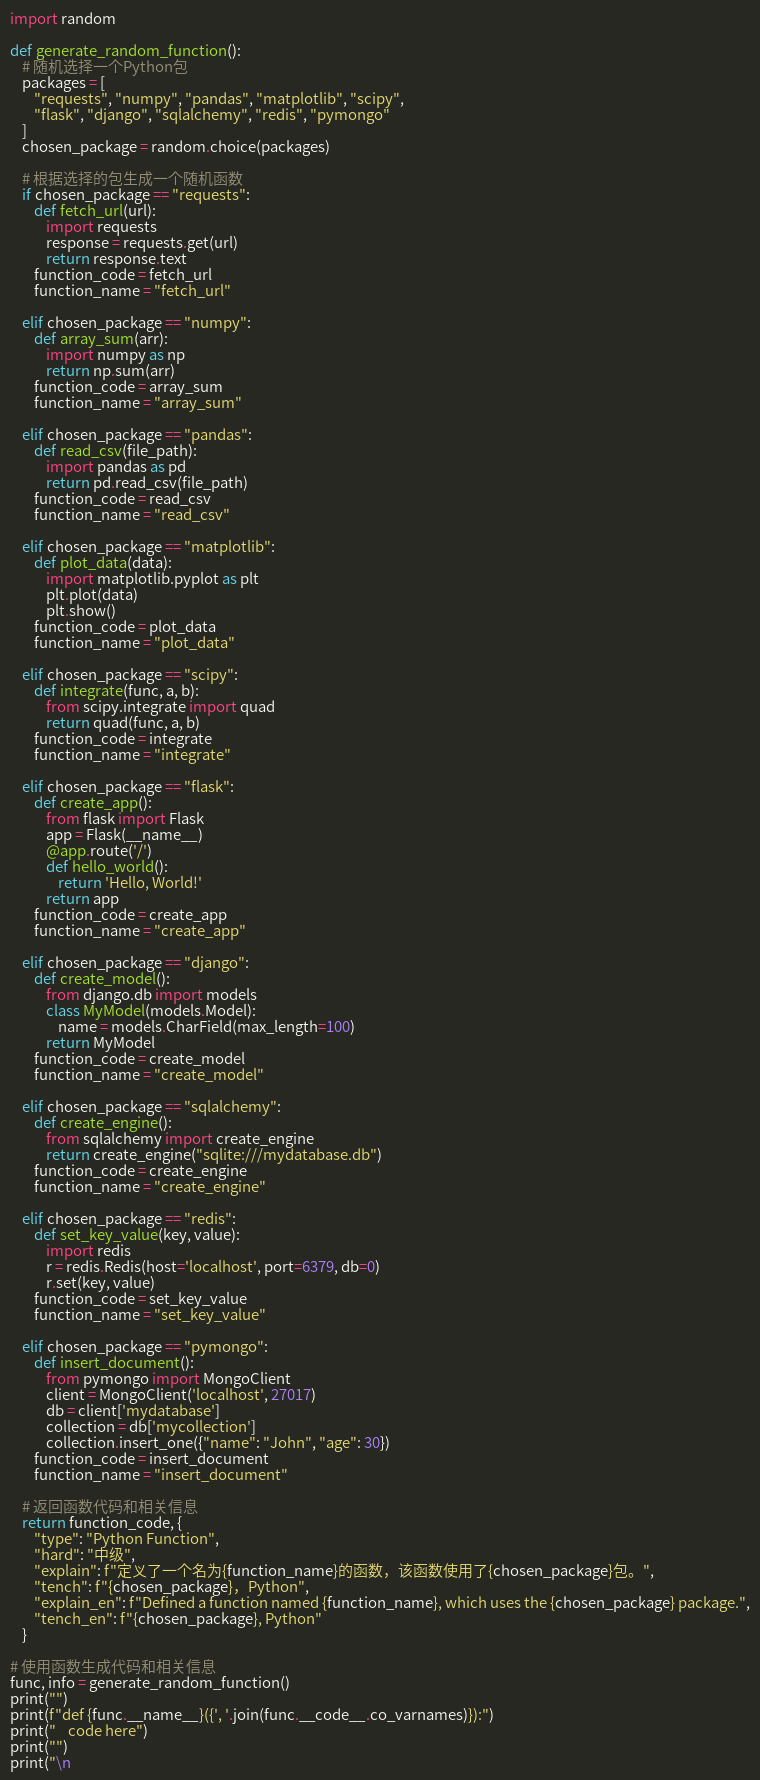 import random

def generate_random_function():
    # 随机选择一个Python包
    packages = [
        "requests", "numpy", "pandas", "matplotlib", "scipy",
        "flask", "django", "sqlalchemy", "redis", "pymongo"
    ]
    chosen_package = random.choice(packages)

    # 根据选择的包生成一个随机函数
    if chosen_package == "requests":
        def fetch_url(url):
            import requests
            response = requests.get(url)
            return response.text
        function_code = fetch_url
        function_name = "fetch_url"

    elif chosen_package == "numpy":
        def array_sum(arr):
            import numpy as np
            return np.sum(arr)
        function_code = array_sum
        function_name = "array_sum"

    elif chosen_package == "pandas":
        def read_csv(file_path):
            import pandas as pd
            return pd.read_csv(file_path)
        function_code = read_csv
        function_name = "read_csv"

    elif chosen_package == "matplotlib":
        def plot_data(data):
            import matplotlib.pyplot as plt
            plt.plot(data)
            plt.show()
        function_code = plot_data
        function_name = "plot_data"

    elif chosen_package == "scipy":
        def integrate(func, a, b):
            from scipy.integrate import quad
            return quad(func, a, b)
        function_code = integrate
        function_name = "integrate"

    elif chosen_package == "flask":
        def create_app():
            from flask import Flask
            app = Flask(__name__)
            @app.route('/')
            def hello_world():
                return 'Hello, World!'
            return app
        function_code = create_app
        function_name = "create_app"

    elif chosen_package == "django":
        def create_model():
            from django.db import models
            class MyModel(models.Model):
                name = models.CharField(max_length=100)
            return MyModel
        function_code = create_model
        function_name = "create_model"

    elif chosen_package == "sqlalchemy":
        def create_engine():
            from sqlalchemy import create_engine
            return create_engine("sqlite:///mydatabase.db")
        function_code = create_engine
        function_name = "create_engine"

    elif chosen_package == "redis":
        def set_key_value(key, value):
            import redis
            r = redis.Redis(host='localhost', port=6379, db=0)
            r.set(key, value)
        function_code = set_key_value
        function_name = "set_key_value"

    elif chosen_package == "pymongo":
        def insert_document():
            from pymongo import MongoClient
            client = MongoClient('localhost', 27017)
            db = client['mydatabase']
            collection = db['mycollection']
            collection.insert_one({"name": "John", "age": 30})
        function_code = insert_document
        function_name = "insert_document"

    # 返回函数代码和相关信息
    return function_code, {
        "type": "Python Function",
        "hard": "中级",
        "explain": f"定义了一个名为{function_name}的函数，该函数使用了{chosen_package}包。",
        "tench": f"{chosen_package}，Python",
        "explain_en": f"Defined a function named {function_name}, which uses the {chosen_package} package.",
        "tench_en": f"{chosen_package}, Python"
    }

# 使用函数生成代码和相关信息
func, info = generate_random_function()
print("")
print(f"def {func.__name__}({', '.join(func.__code__.co_varnames)}):")
print("    code here")
print("")
print("\n